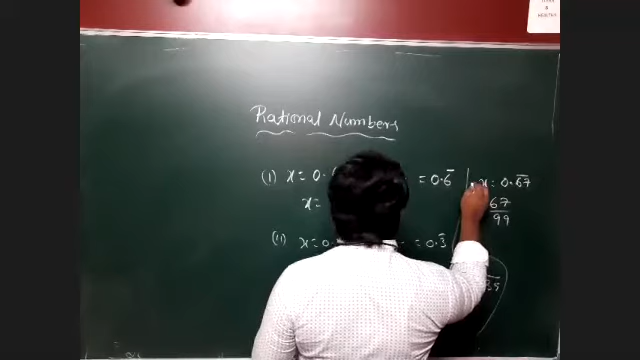 Rational Numbers
(i) x = 0. = 0.6̅ x = 0.6̅7̅
x = 67
99
(ii) x = 0. = 0.3̅